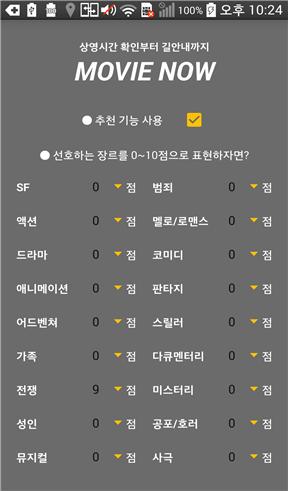 100% 오후 10:24
상영시간 확인부터 길안내까지
MOVIE NOW
● 추천 기능 사용
● 선호하는 장르를 0~10점으로 표현하자면?
SF 0 점 범죄 0 점
액션 0 점 멜로/로맨스 0 점
드라마 0 점 코미디 0 점
애니메이션 0 점 판타지 0 점
어드벤쳐 0 점 스릴러 0 점
가족 0 점 다큐멘터리 0 점
전쟁 9 점 미스터리 0 점
성인 0 점 공포/호러 0 점
뮤지컬 0 점 사극 0 점